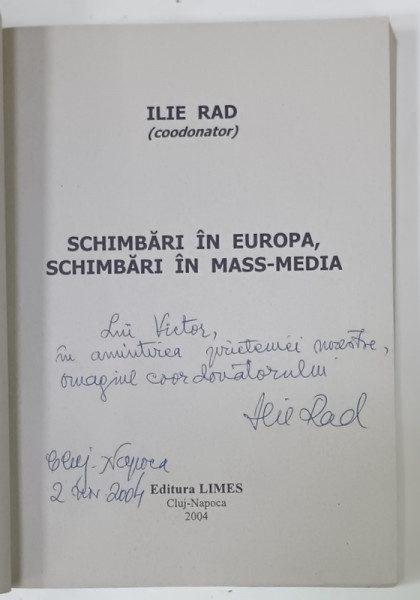 ILIE RAD
(coodonator)
SCHIMBĂRI ÎN EUROPA,
SCHIMBĂRI ÎN MASS-MEDIA
Lui Victor,
în amintirea prieteniei noastre,
omagiul coordonatorului
Ilie Rad
Cluj-Napoca
2 2004
Editura LIMES
Cluj-Napoca
2004